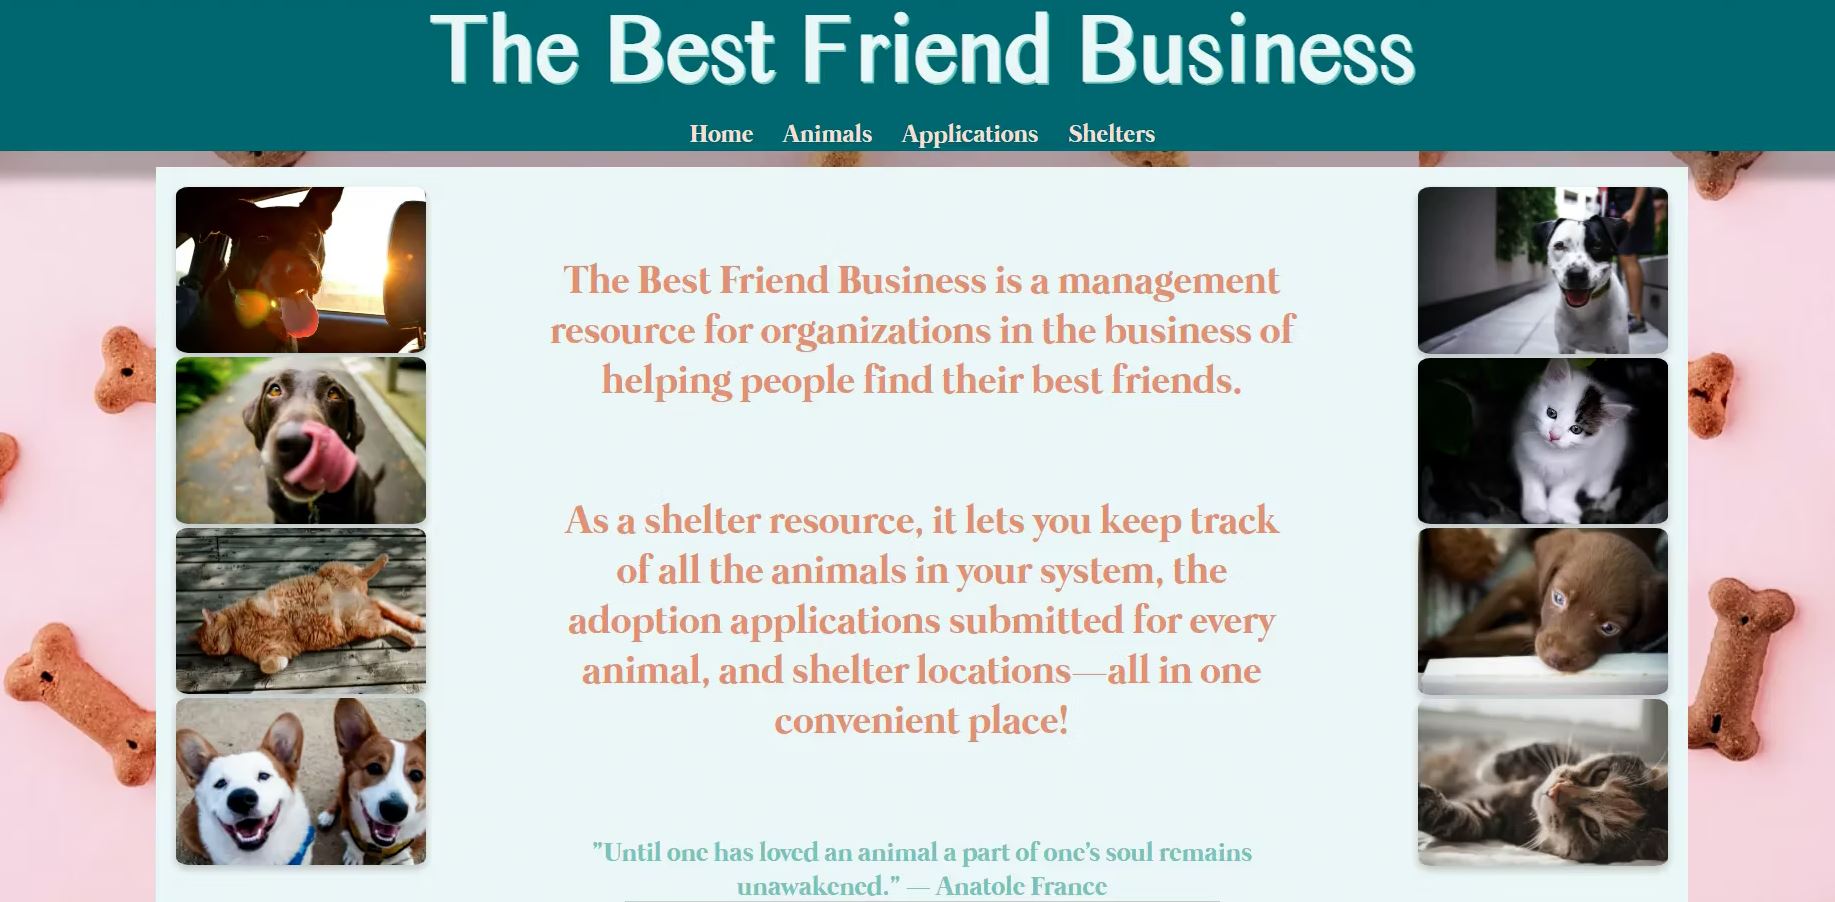 The Best Friend Business
Home Animals Applications Shelters
The Best Friend Business is a management
resource for organizations in the business of
helping people find their best friends.
As a shelter resource, it lets you keep track
of all the animals in your system, the
adoption applications submitted for every
animal, and shelter locations—all in one
convenient place!
"Until one has loved an animal a part of one's soul remains
unawakened." — Anatole France